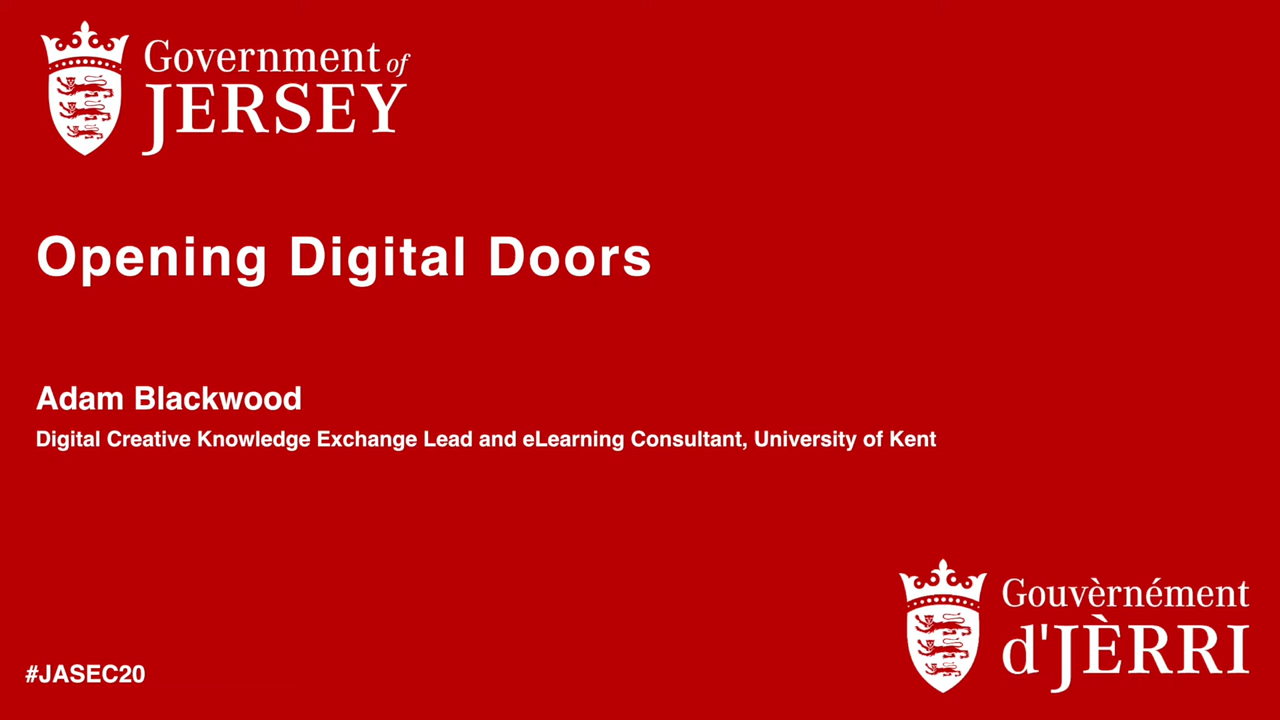 Government of
JERSEY
Opening Digital Doors
Adam Blackwood
Digital Creative Knowledge Exchange Lead and eLearning Consultant, University of Kent
Gouvèrnément
d'JÈRRI
#JASEC20